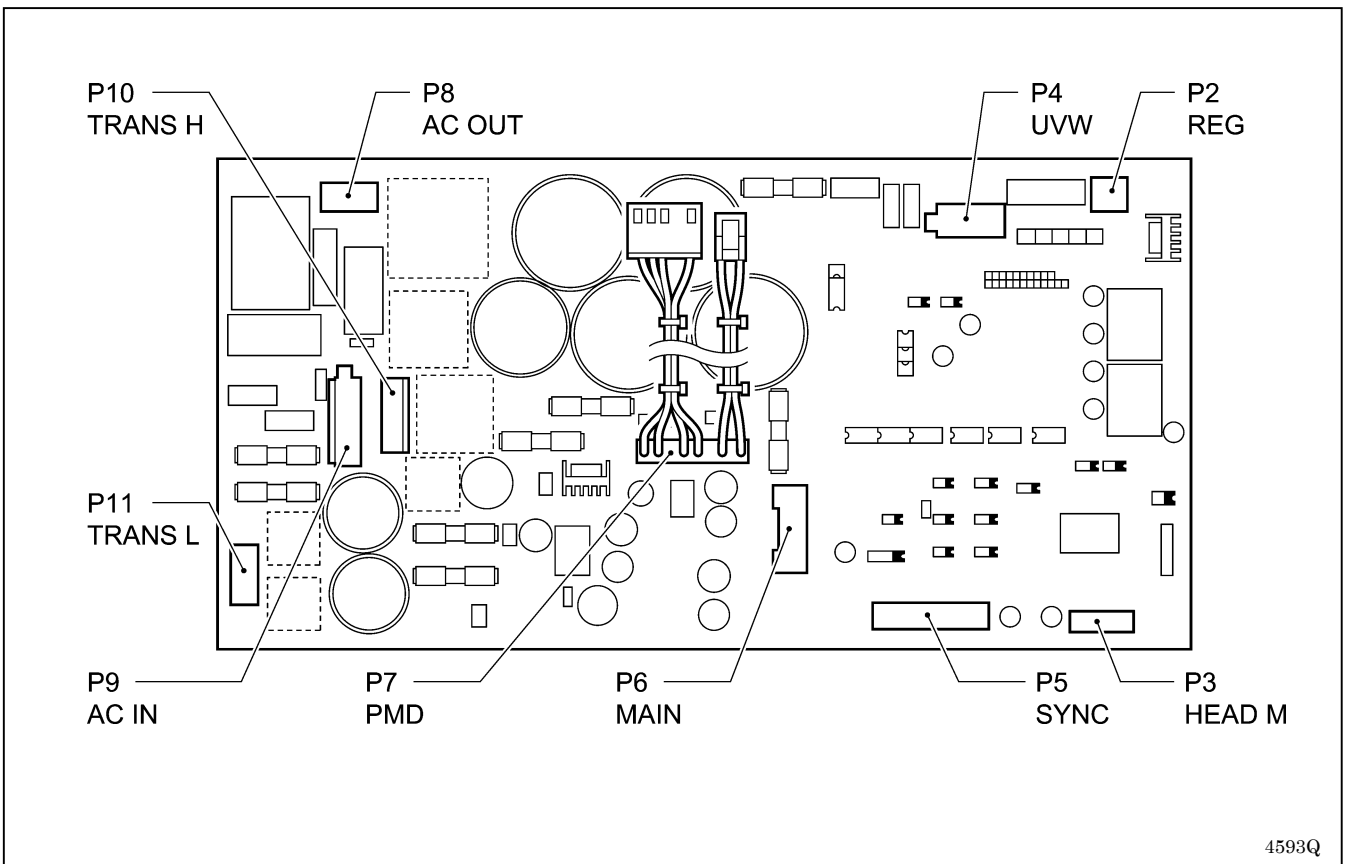 P10
TRANS H
P8
AC OUT
P4
UVW
P2
REG
P11
TRANS L
P9
AC IN
P7
PMD
P6
MAIN
P5
SYNC
P3
HEAD M
4593Q